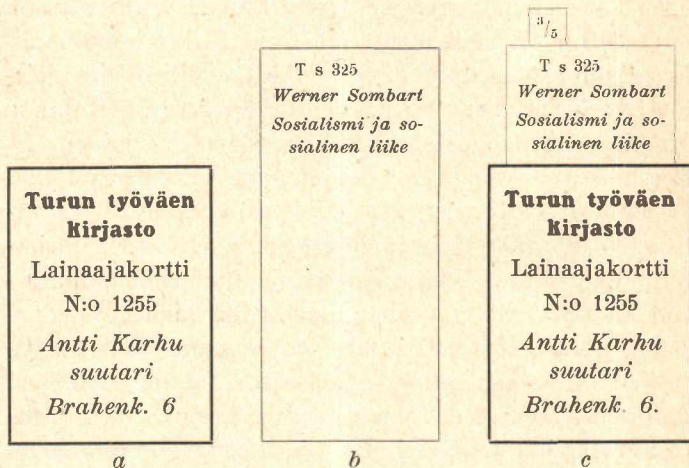 Turun työväen
kirjasto
Lainaajakortti
N:o 1255
Antti Karhu
suutari
Brahenk. 6
a
T s 325
Werner Sombart
Sosialismi ja so-
sialinen liike
b
3/5
T s 325
Werner Sombart
Sosialismi ja so-
sialinen liike
Turun työväen
kirjasto
Lainaajakortti
N:o 1255
Antti Karhu
suutari
Brahenk. 6.
c